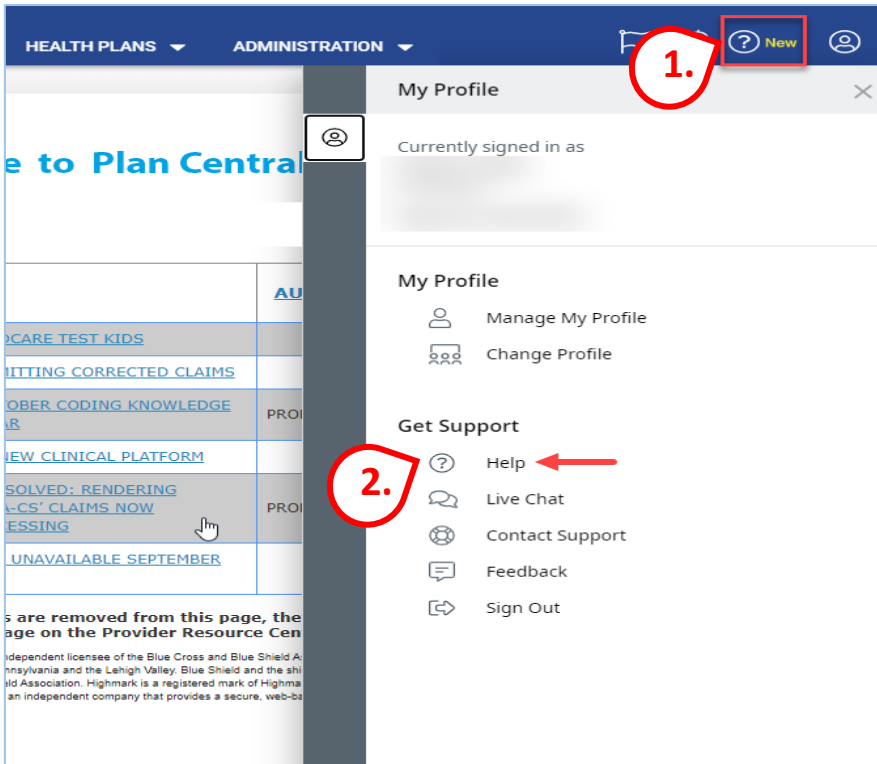 HEALTH PLANS
ADMINISTRATION
New
1.
My Profile
Currently signed in as
e to Plan Central
My Profile
Manage My Profile
Change Profile
Get Support
2.
Help
Live Chat
Contact Support
Feedback
Sign Out
AU
CARE TEST KIDS
ITTING CORRECTED CLAIMS
OBER CODING KNOWLEDGE
AR
PRO
NEW CLINICAL PLATFORM
SOLVED: RENDERING
A-CS' CLAIMS NOW
ESSING
PRO
UNAVAILABLE SEPTEMBER
s are removed from this page, the
age on the Provider Resource Cen
ndependent licensee of the Blue Cross and Blue Shield A
nnsylvania and the Lehigh Valley. Blue Shield and the shi
ld Association. Highmark is a registered mark of Highma
an independent company that provides a secure, web-ba